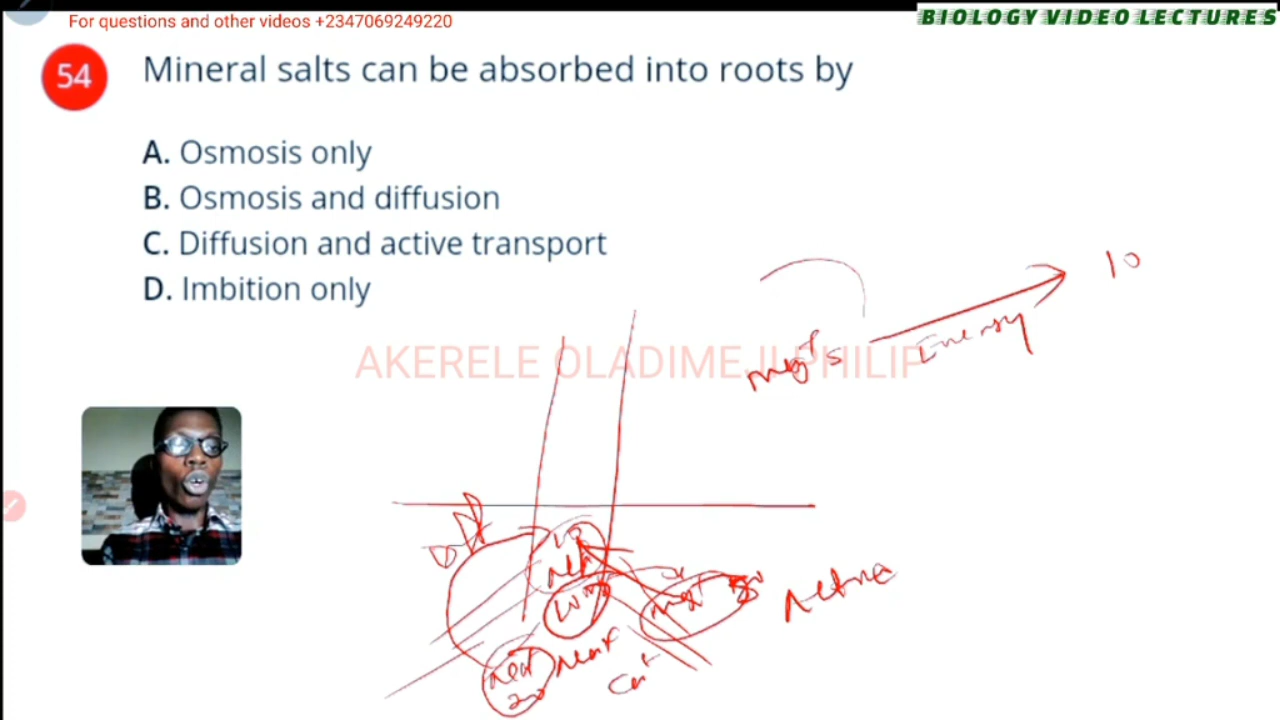 For questions and other videos +2347069249220
BIOLOGY VIDEO LECTURES
54 Mineral salts can be absorbed into roots by
A. Osmosis only
B. Osmosis and diffusion
C. Diffusion and active transport
D. Imbition only
10
Energy
AKERELE OLADIMEJI PHILIP